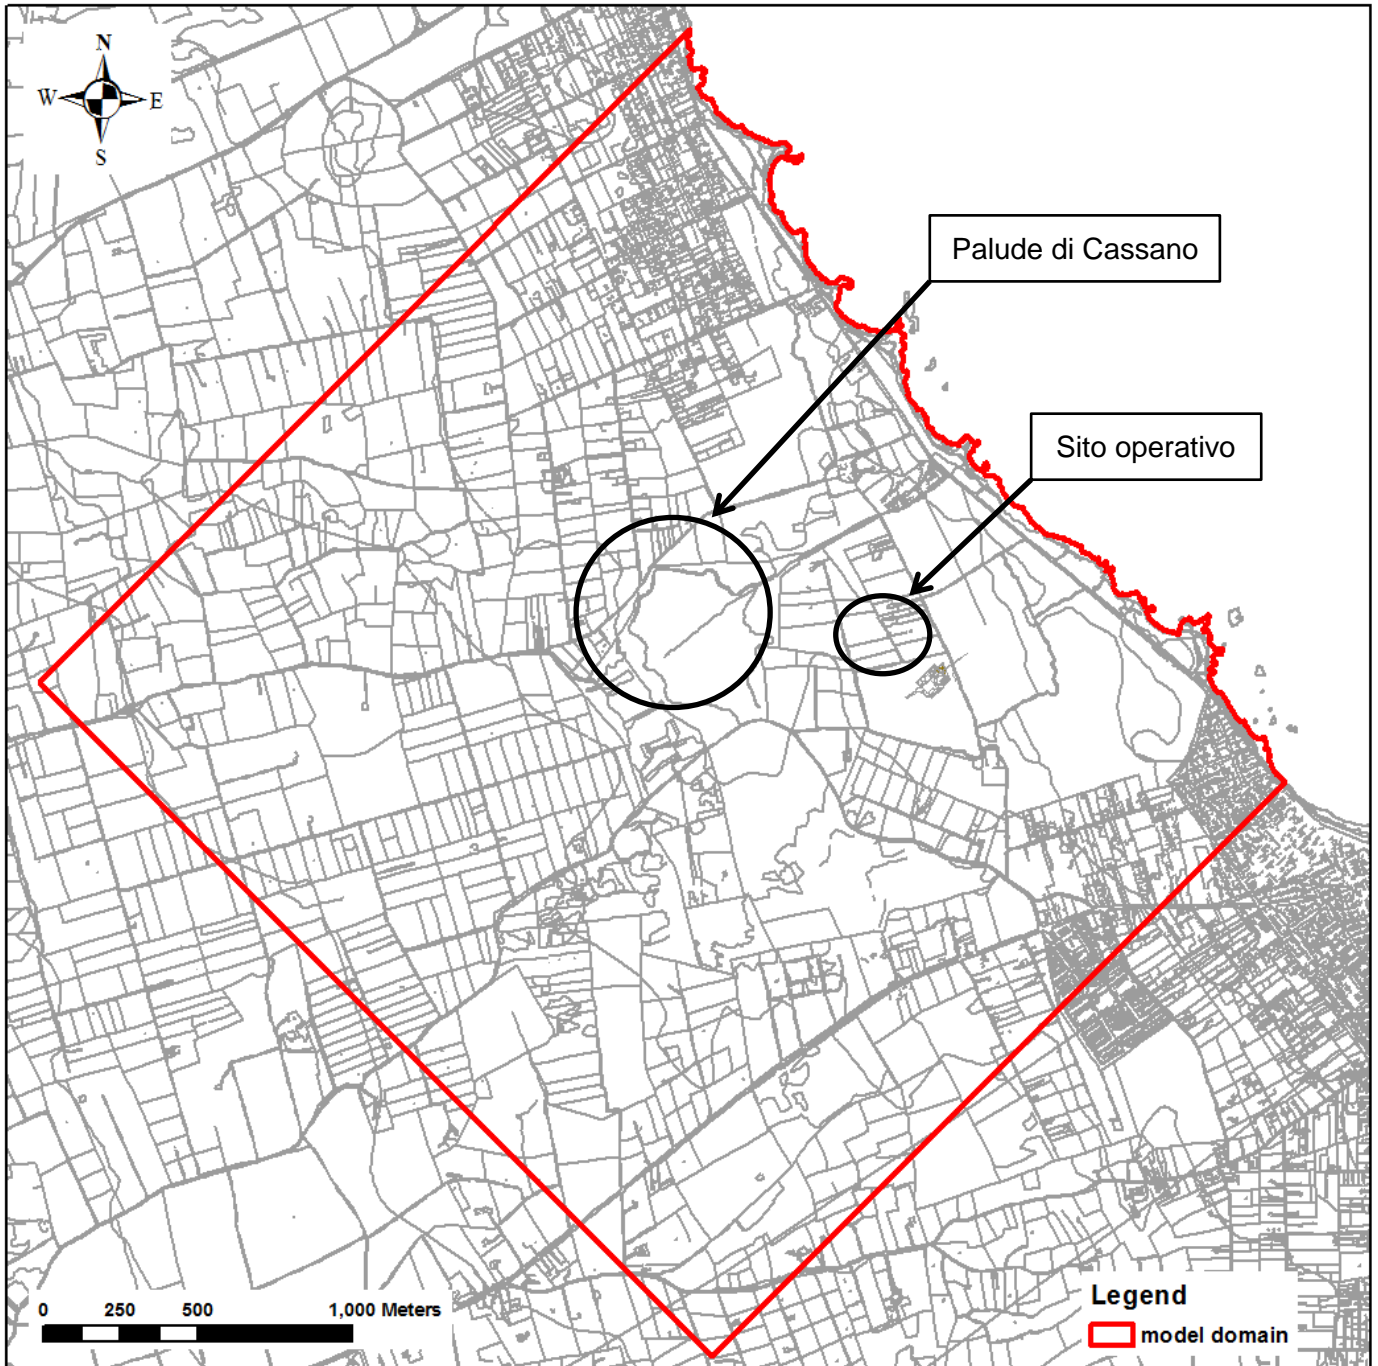 N
W E
S
Palude di Cassano
Sito operativo
0 250 500 1,000 Meters
Legend
model domain